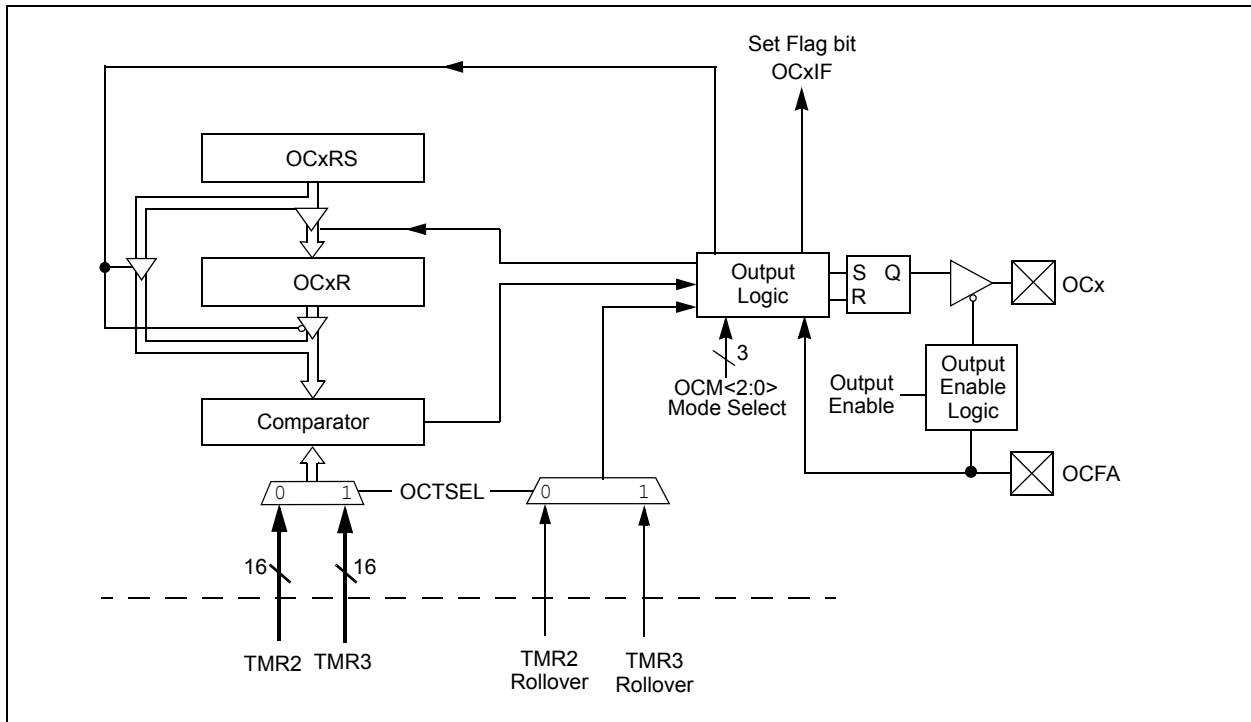 Set Flag bit
OCxIF
OCxRS
OCxR
Comparator
Output
Logic
S Q
R
OCx
3
OCM<2:0>
Mode Select
Output
Enable
Output
Enable
Logic
OCFA
0 1
OCTSEL
0 1
16
16
TMR2
TMR3
TMR2
Rollover
TMR3
Rollover